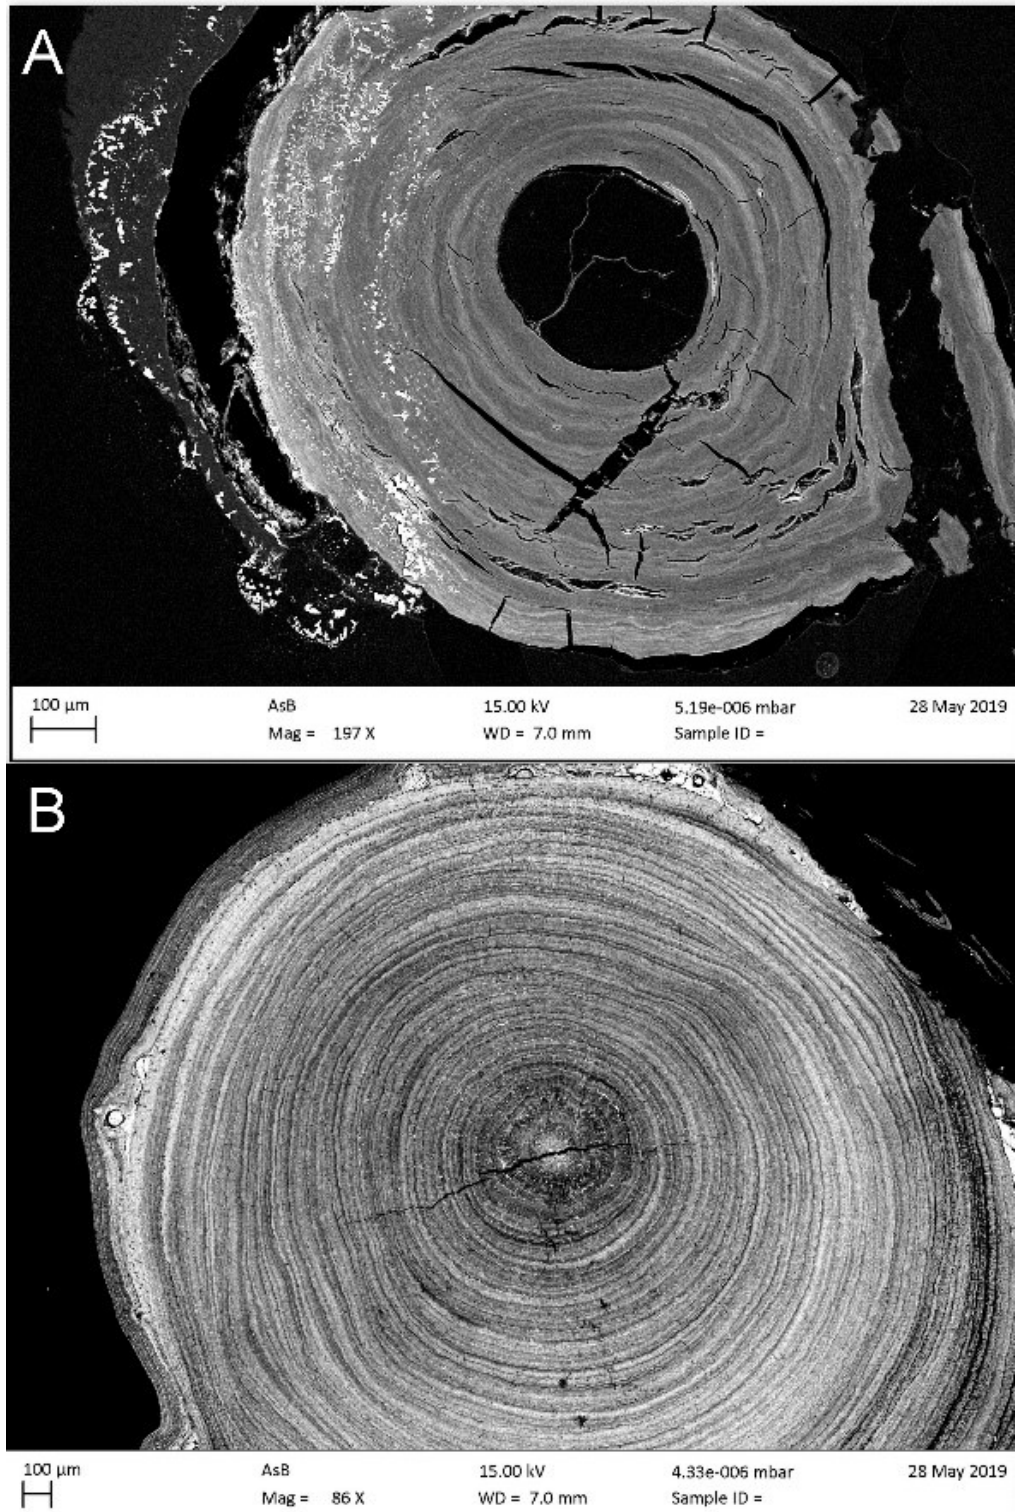 A
100 µm AsB 15.00 kV 5.19e-006 mbar 28 May 2019
Mag = 197 X WD = 7.0 mm Sample ID =
B
100 µm AsB 15.00 kV 4.33e-006 mbar 28 May 2019
Mag = 86 X WD = 7.0 mm Sample ID =